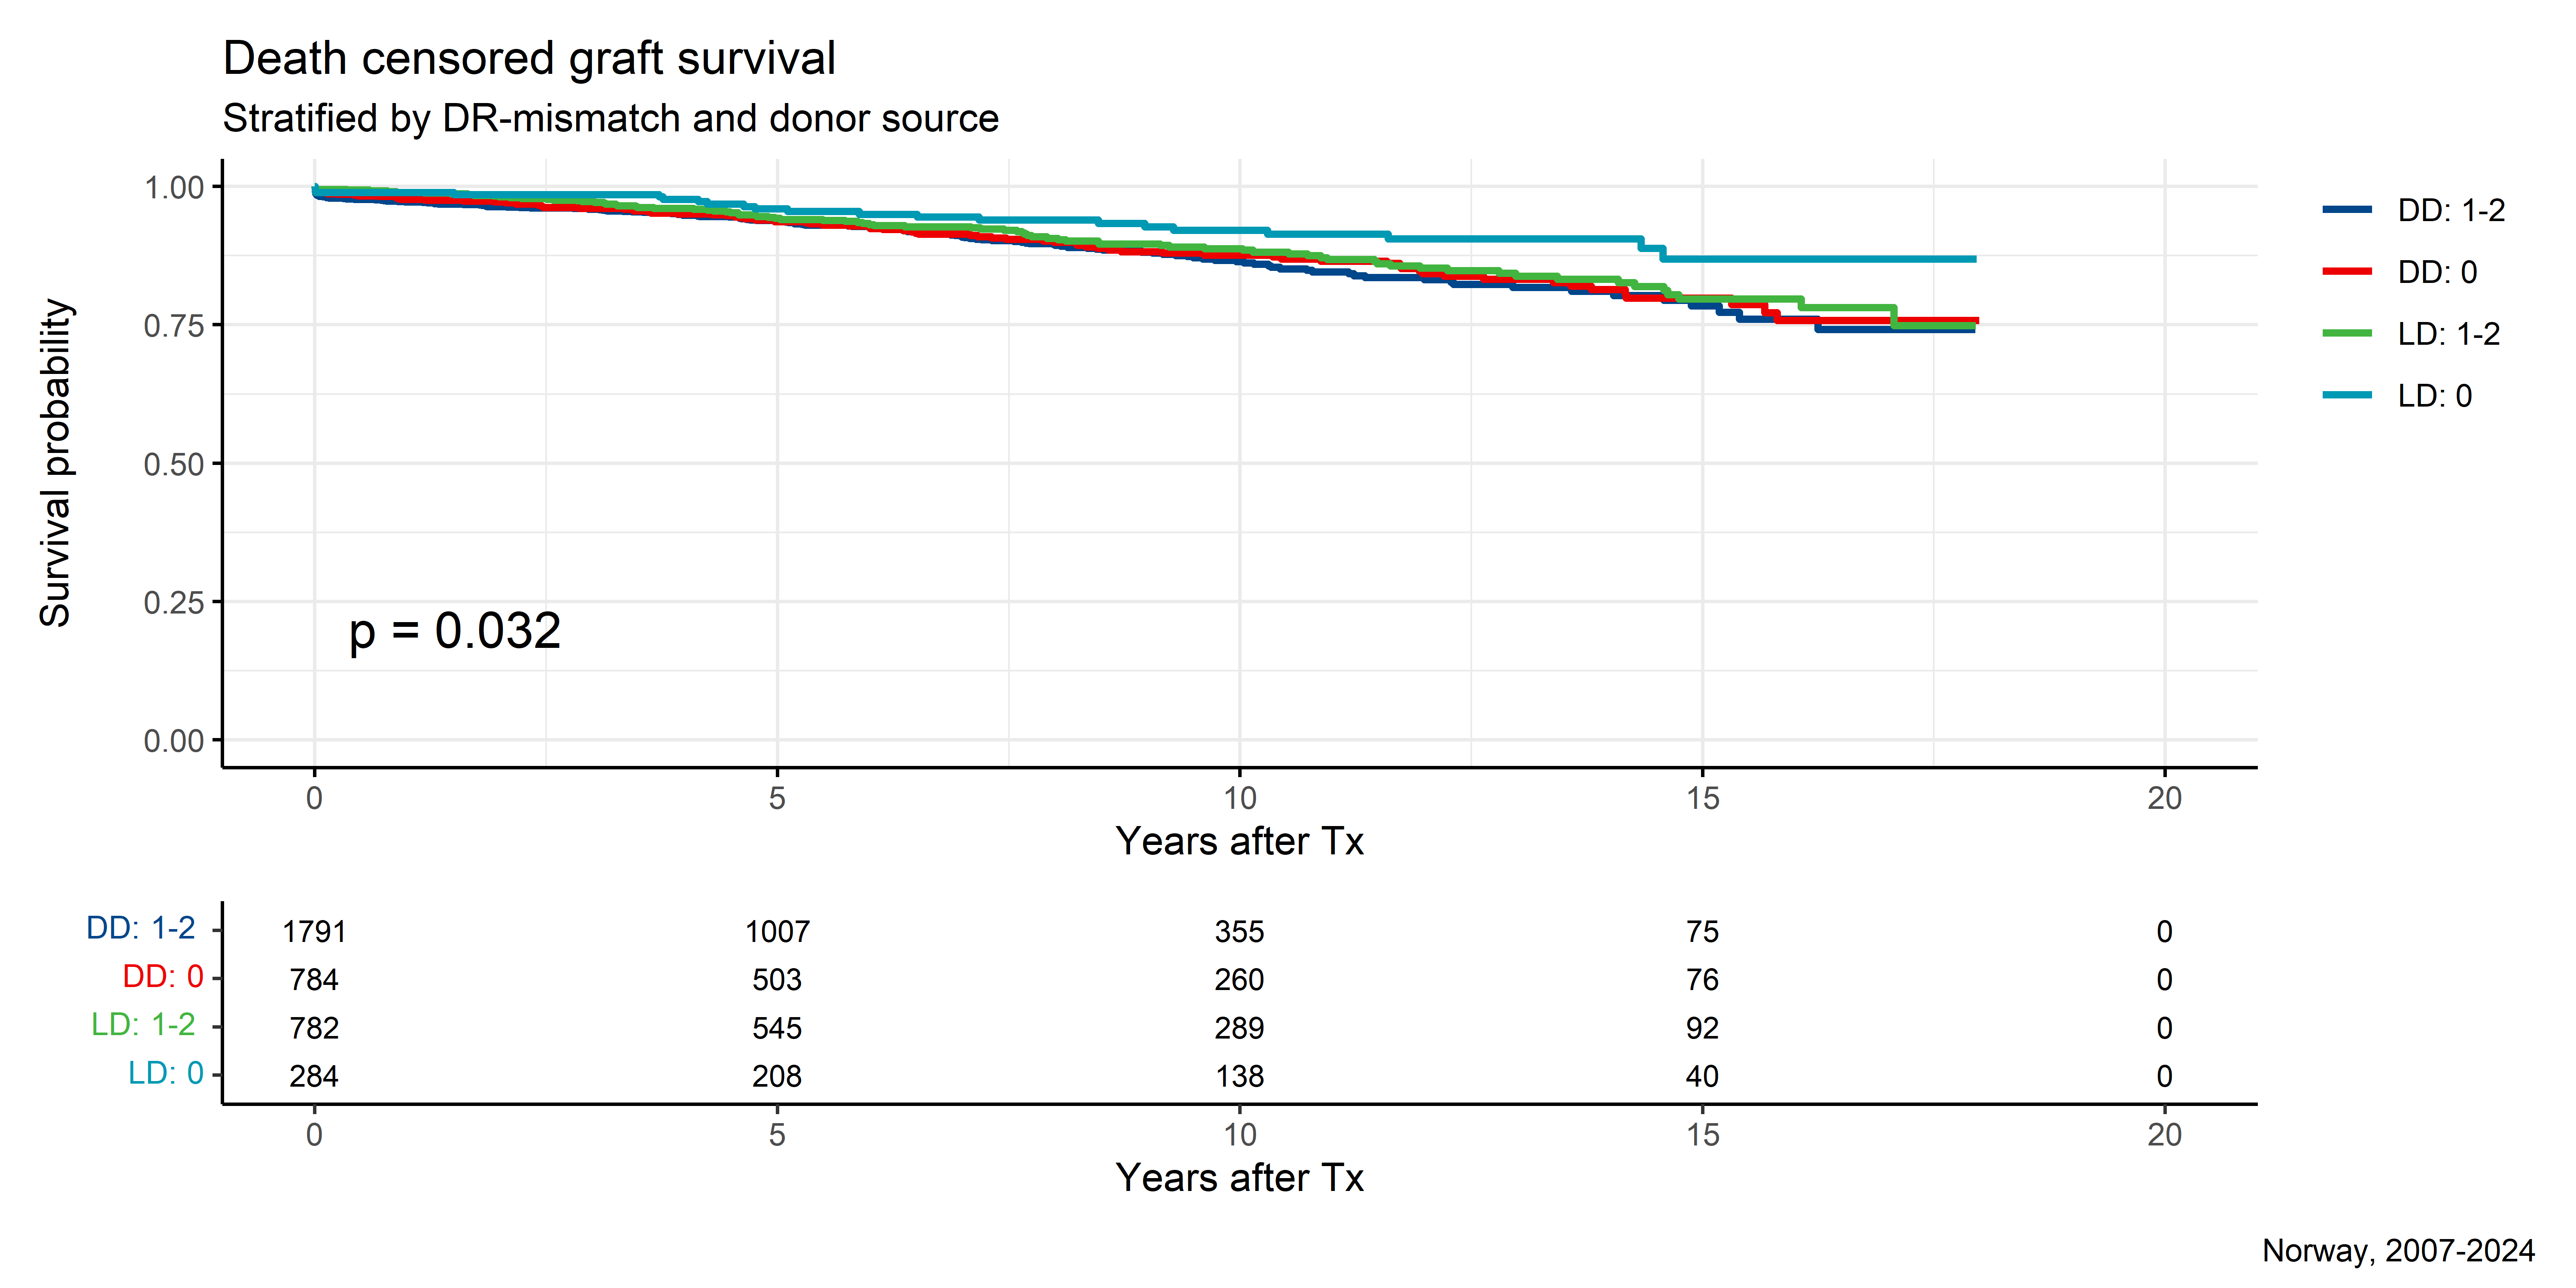 Death censored graft survival
Stratified by DR-mismatch and donor source
Survival probability
1.00
0.75
0.50
0.25
0.00
p = 0.032
0 5 10 15 20
Years after Tx
DD: 1-2
DD: 0
LD: 1-2
LD: 0
DD: 1-2 1791 1007 355 75 0
DD: 0 784 503 260 76 0
LD: 1-2 782 545 289 92 0
LD: 0 284 208 138 40 0
0 5 10 15 20
Years after Tx
Norway, 2007-2024